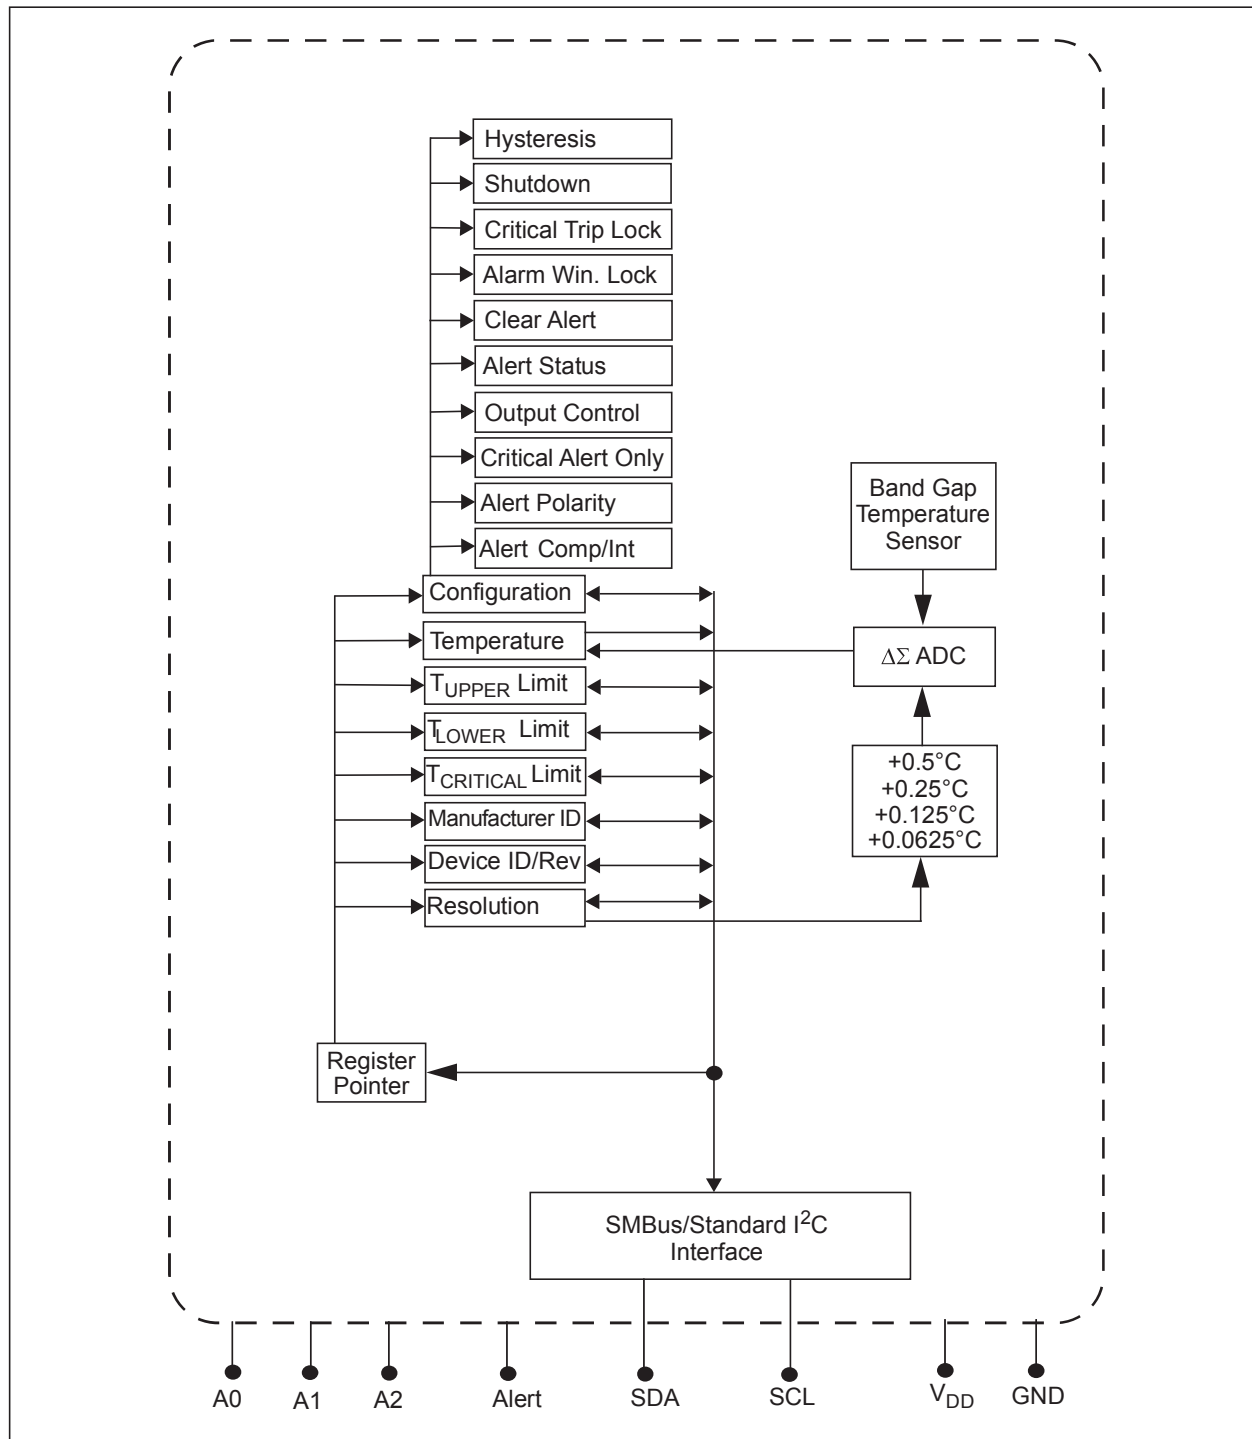 Hysteresis
Shutdown
Critical Trip Lock
Alarm Win. Lock
Clear Alert
Alert Status
Output Control
Critical Alert Only
Alert Polarity
Alert Comp/Int
Configuration
Temperature
TUPPER Limit
TLOWER Limit
TCRITICAL Limit
Manufacturer ID
Device ID/Rev
Resolution
Band Gap
Temperature
Sensor
ΔΣ ADC
+0.5°C
+0.25°C
+0.125°C
+0.0625°C
Register
Pointer
SMBus/Standard I²C
Interface
A0
A1
A2
Alert
SDA
SCL
VDD
GND